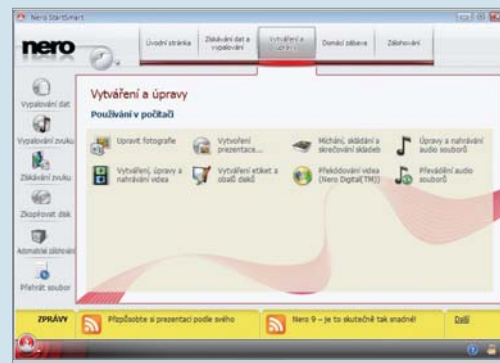 Nero StartSmart
nero
Úvodní stránka
Získávání dat a
vypalování
Vytváření a
úpravy
Domácí zábava
Zálohování
Vypalování dat
Vypalování zvuku
Získávání zvuku
Zkopírovat disk
Automatické zálohování
Přehrát soubor
Vytváření a úpravy
Používání v počítači
Upravit fotografie
Vytvoření
prezentace...
Míchání, skládání a
skrečování skladeb
Úpravy a nahrávání
audio souborů
Vytváření, úpravy a
nahrávání videa
Vytváření etiket a
obalů disků
Překódování videa
(Nero Digital(TM))
Převádění audio
souborů
ZPRÁVY
Přizpůsobte si prezentaci podle svého
Nero 9 – je to skutečně tak snadné!
Další